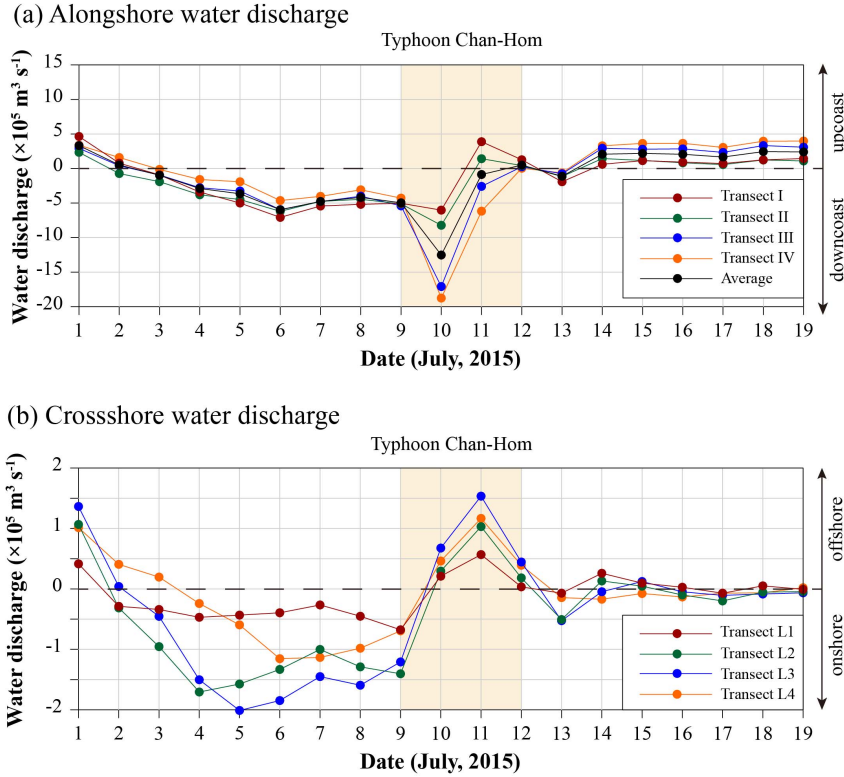 (a) Alongshore water discharge
Typhoon Chan-Hom
Water discharge (×10⁵ m³ s⁻¹)
15
10
5
0
-5
-10
-15
-20
upcoast
downcoast
Transect I
Transect II
Transect III
Transect IV
Average
1 2 3 4 5 6 7 8 9 10 11 12 13 14 15 16 17 18 19
Date (July, 2015)
(b) Crossshore water discharge
Typhoon Chan-Hom
Water discharge (×10⁵ m³ s⁻¹)
2
1
0
-1
-2
offshore
onshore
Transect L1
Transect L2
Transect L3
Transect L4
1 2 3 4 5 6 7 8 9 10 11 12 13 14 15 16 17 18 19
Date (July, 2015)